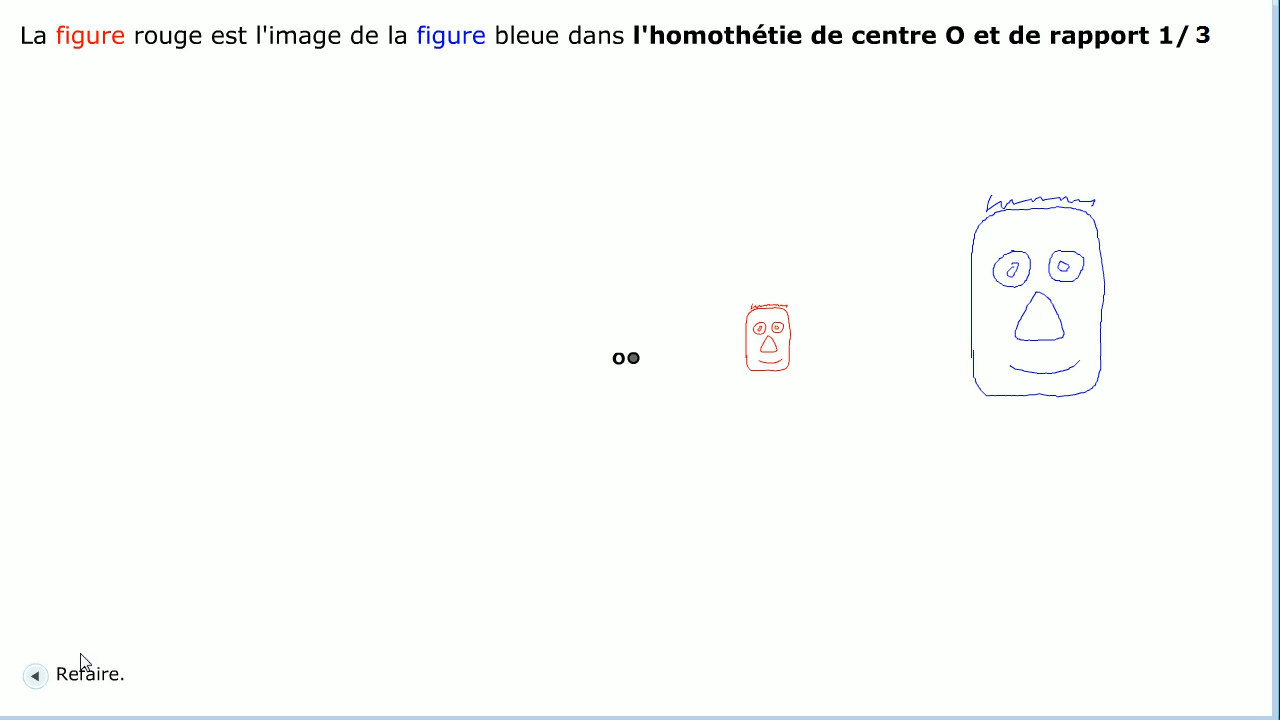 La figure rouge est l'image de la figure bleue dans l'homothétie de centre O et de rapport 1/3
O
Refaire.